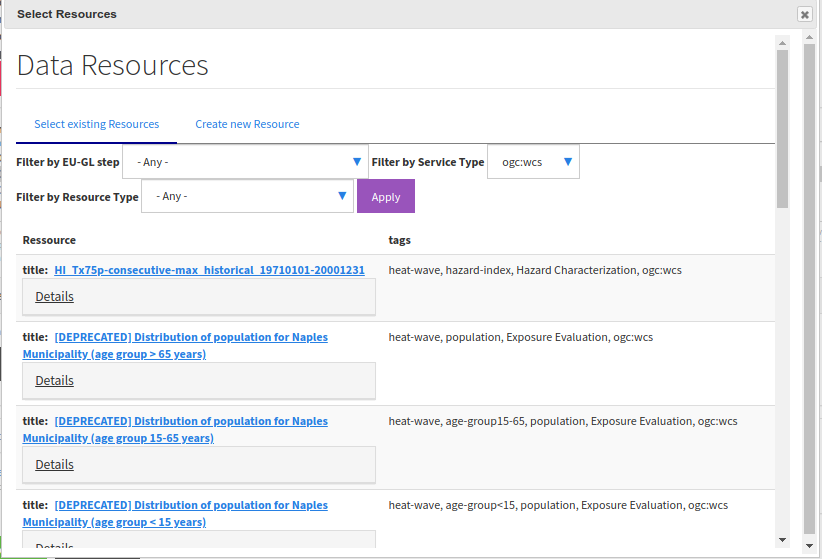 Select Resources
Data Resources
Select existing Resources Create new Resource
Filter by EU-GL step - Any - Filter by Service Type ogc:wcs
Filter by Resource Type - Any - Apply
Ressource tags
title: HI_Tx75p-consecutive-max_historical_19710101-20001231 heat-wave, hazard-index, Hazard Characterization, ogc:wcs
Details
title: [DEPRECATED] Distribution of population for Naples heat-wave, population, Exposure Evaluation, ogc:wcs
Municipality (age group > 65 years)
Details
title: [DEPRECATED] Distribution of population for Naples heat-wave, age-group15-65, population, Exposure Evaluation, ogc:wcs
Municipality (age group 15-65 years)
Details
title: [DEPRECATED] Distribution of population for Naples heat-wave, age-group<15, population, Exposure Evaluation, ogc:wcs
Municipality (age group < 15 years)
Details